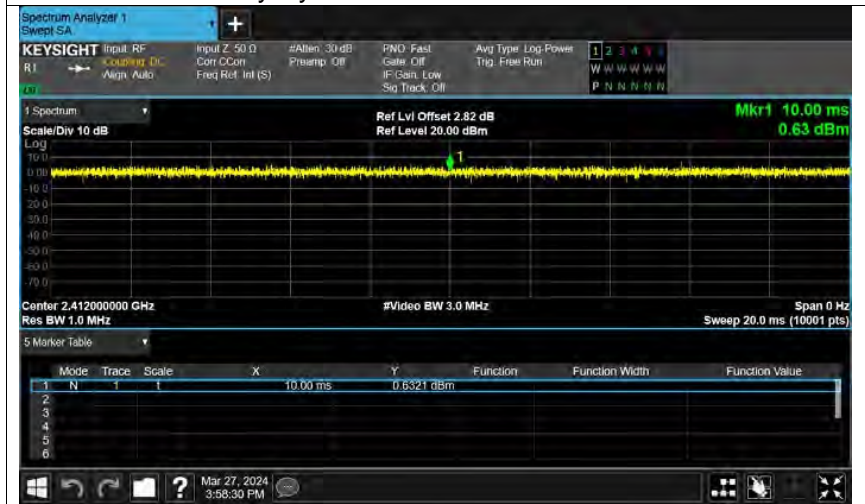 Spectrum Analyzer 1
Swept SA
+
KEYSIGHT Input: RF Input Z: 50 Ω #Atten: 30 dB PNO: Fast Avg Type: Log-Power 1 2 3 4 5 6
R L Coupling: DC Corr CCorr Preamp: Off Gate: Off Trig: Free Run W W W W W W
Align: Auto Freq Ref: Int (S) IF Gain: Low P N N N N N
Sig Track: Off
1 Spectrum Ref Lvl Offset 2.82 dB Mkr1 10.00 ms
Scale/Div 10 dB Ref Level 20.00 dBm 0.63 dBm
Log
10.0
0.00
-10.0
-20.0
-30.0
-40.0
-50.0
-60.0
-70.0
1
Center 2.412000000 GHz #Video BW 3.0 MHz Span 0 Hz
Res BW 1.0 MHz Sweep 20.0 ms (10001 pts)
5 Marker Table
Mode Trace Scale X Y Function Function Width Function Value
1 N 1 t 10.00 ms 0.6321 dBm
2
3
4
5
6
? Mar 27, 2024
3:58:30 PM